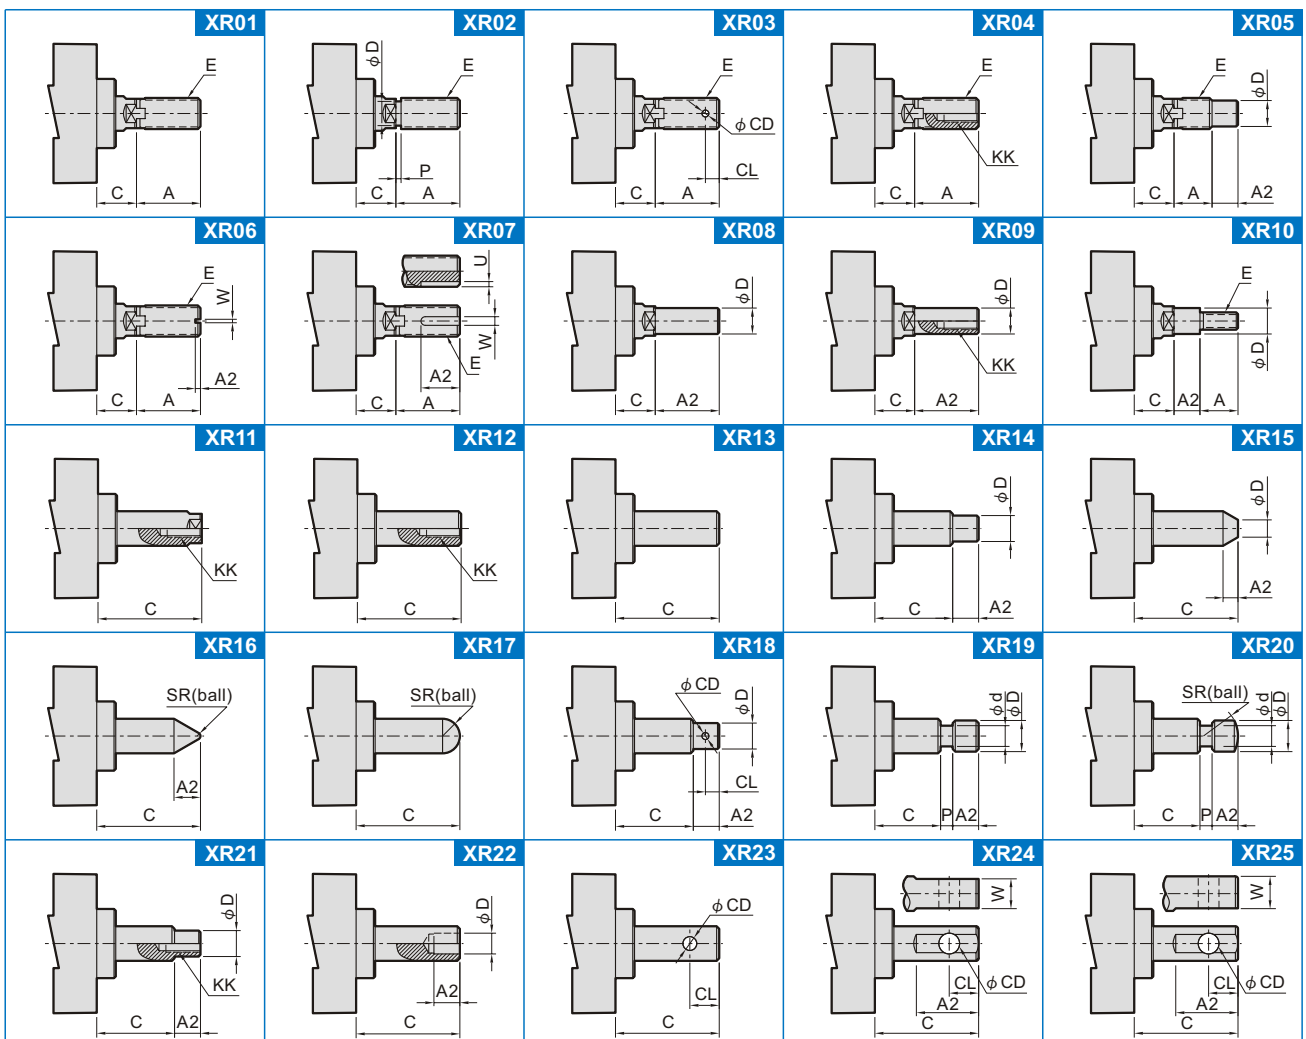 XR01
E
C
A
XR02
φD
E
P
C
A
XR03
E
φCD
CL
C
A
XR04
E
KK
C
A
XR05
E
φD
C
A
A2
XR06
E
W
A2
C
A
XR07
U
W
E
A2
C
A
XR08
φD
C
A2
XR09
φD
KK
C
A2
XR10
E
φD
C
A2
A
XR11
KK
C
XR12
KK
C
XR13
C
XR14
φD
C
A2
XR15
φD
A2
C
XR16
SR(ball)
A2
C
XR17
SR(ball)
C
XR18
φCD
φD
CL
C
A2
XR19
φd
φD
C
P
A2
XR20
SR(ball)
φd
φD
C
P
A2
XR21
φD
KK
C
A2
XR22
φD
A2
C
XR23
φCD
CL
C
XR24
W
CL
φCD
A2
C
XR25
W
CL
φCD
A2
C